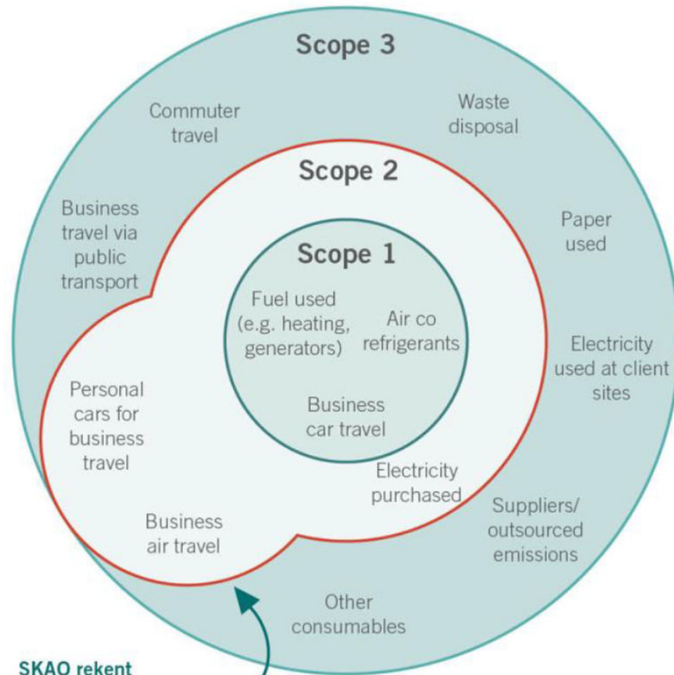 Scope 3
Commuter
travel
Waste
disposal
Scope 2
Business
travel via
public
transport
Paper
used
Scope 1
Fuel used
(e.g. heating,
generators)
Air co
refrigerants
Electricity
used at client
sites
Personal
cars for
business
travel
Business
car travel
Electricity
purchased
Suppliers/
outsourced
emissions
Business
air travel
Other
consumables
SKAO rekent